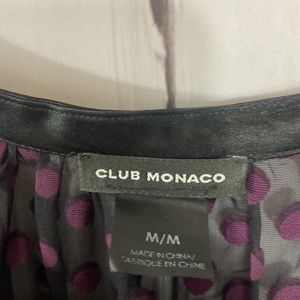 CLUB MONACO
M/M
MADE IN CHINA/
FABRIQUÉ EN CHINE